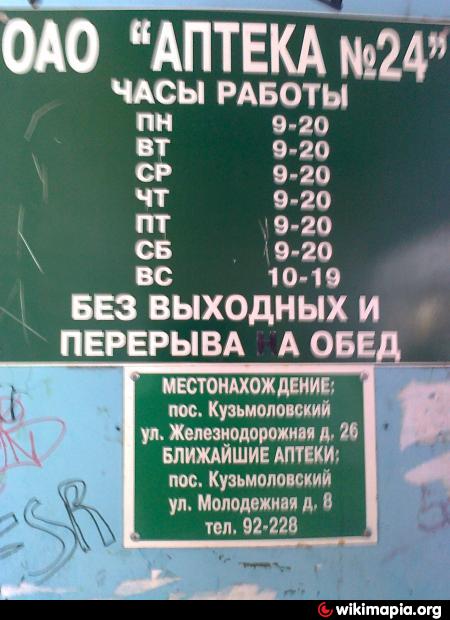 ОАО "АПТЕКА №24"
ЧАСЫ РАБОТЫ
ПН 9-20
ВТ 9-20
СР 9-20
ЧТ 9-20
ПТ 9-20
СБ 9-20
ВС 10-19
БЕЗ ВЫХОДНЫХ И
ПЕРЕРЫВА НА ОБЕД
МЕСТОНАХОЖДЕНИЕ:
пос. Кузьмоловский
ул. Железнодорожная д. 26
БЛИЖАЙШИЕ АПТЕКИ:
пос. Кузьмоловский
ул. Молодежная д. 8
тел. 92-228
ESR
wikimapia.org